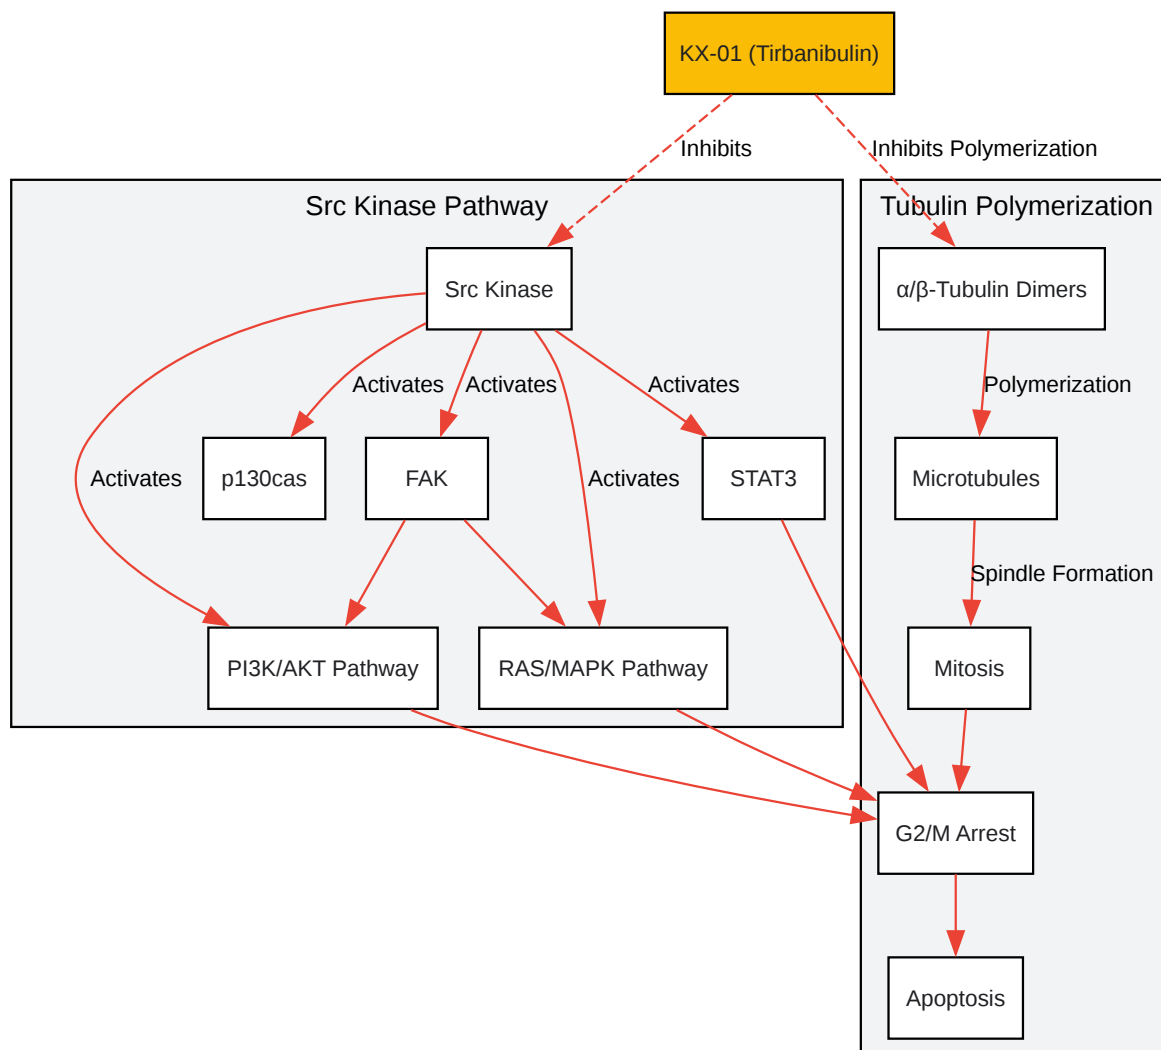 KX-01 (Tirbanibulin)
Inhibits
Inhibits Polymerization
Src Kinase Pathway
Tubulin Polymerization
Src Kinase
α/β-Tubulin Dimers
Activates
Activates
Activates
Polymerization
Activates
p130cas
FAK
Activates
STAT3
Microtubules
Spindle Formation
PI3K/AKT Pathway
RAS/MAPK Pathway
Mitosis
G2/M Arrest
Apoptosis